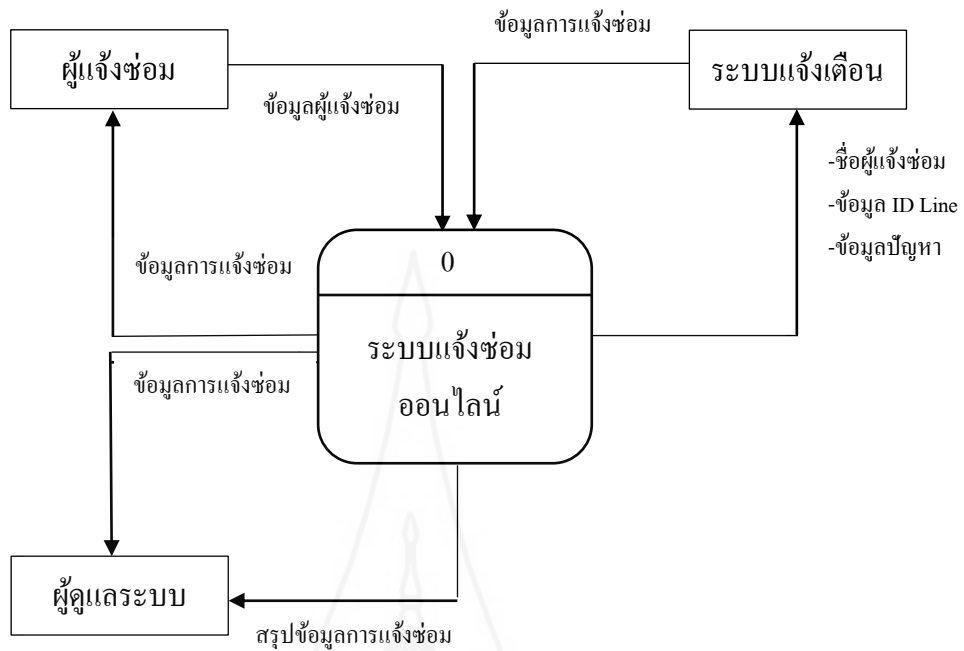 ข้อมูลการแจ้งซ่อม
ผู้แจ้งซ่อม
ระบบแจ้งเตือน
ข้อมูลผู้แจ้งซ่อม
-ชื่อผู้แจ้งซ่อม
-ข้อมูล ID Line
-ข้อมูลปัญหา
0
ข้อมูลการแจ้งซ่อม
ระบบแจ้งซ่อม
ออนไลน์
ข้อมูลการแจ้งซ่อม
ผู้ดูแลระบบ
สรุปข้อมูลการแจ้งซ่อม